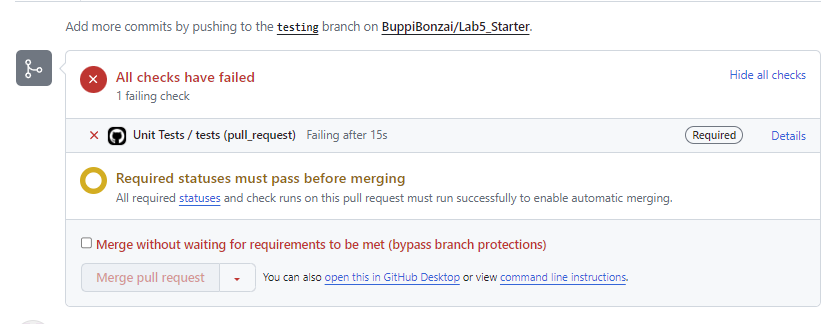 Add more commits by pushing to the testing branch on BuppiBonzai/Lab5_Starter.
All checks have failed
Hide all checks
1 failing check
Unit Tests / tests (pull_request) Failing after 15s Required Details
Required statuses must pass before merging
All required statuses and check runs on this pull request must run successfully to enable automatic merging.
Merge without waiting for requirements to be met (bypass branch protections)
Merge pull request
You can also open this in GitHub Desktop or view command line instructions.